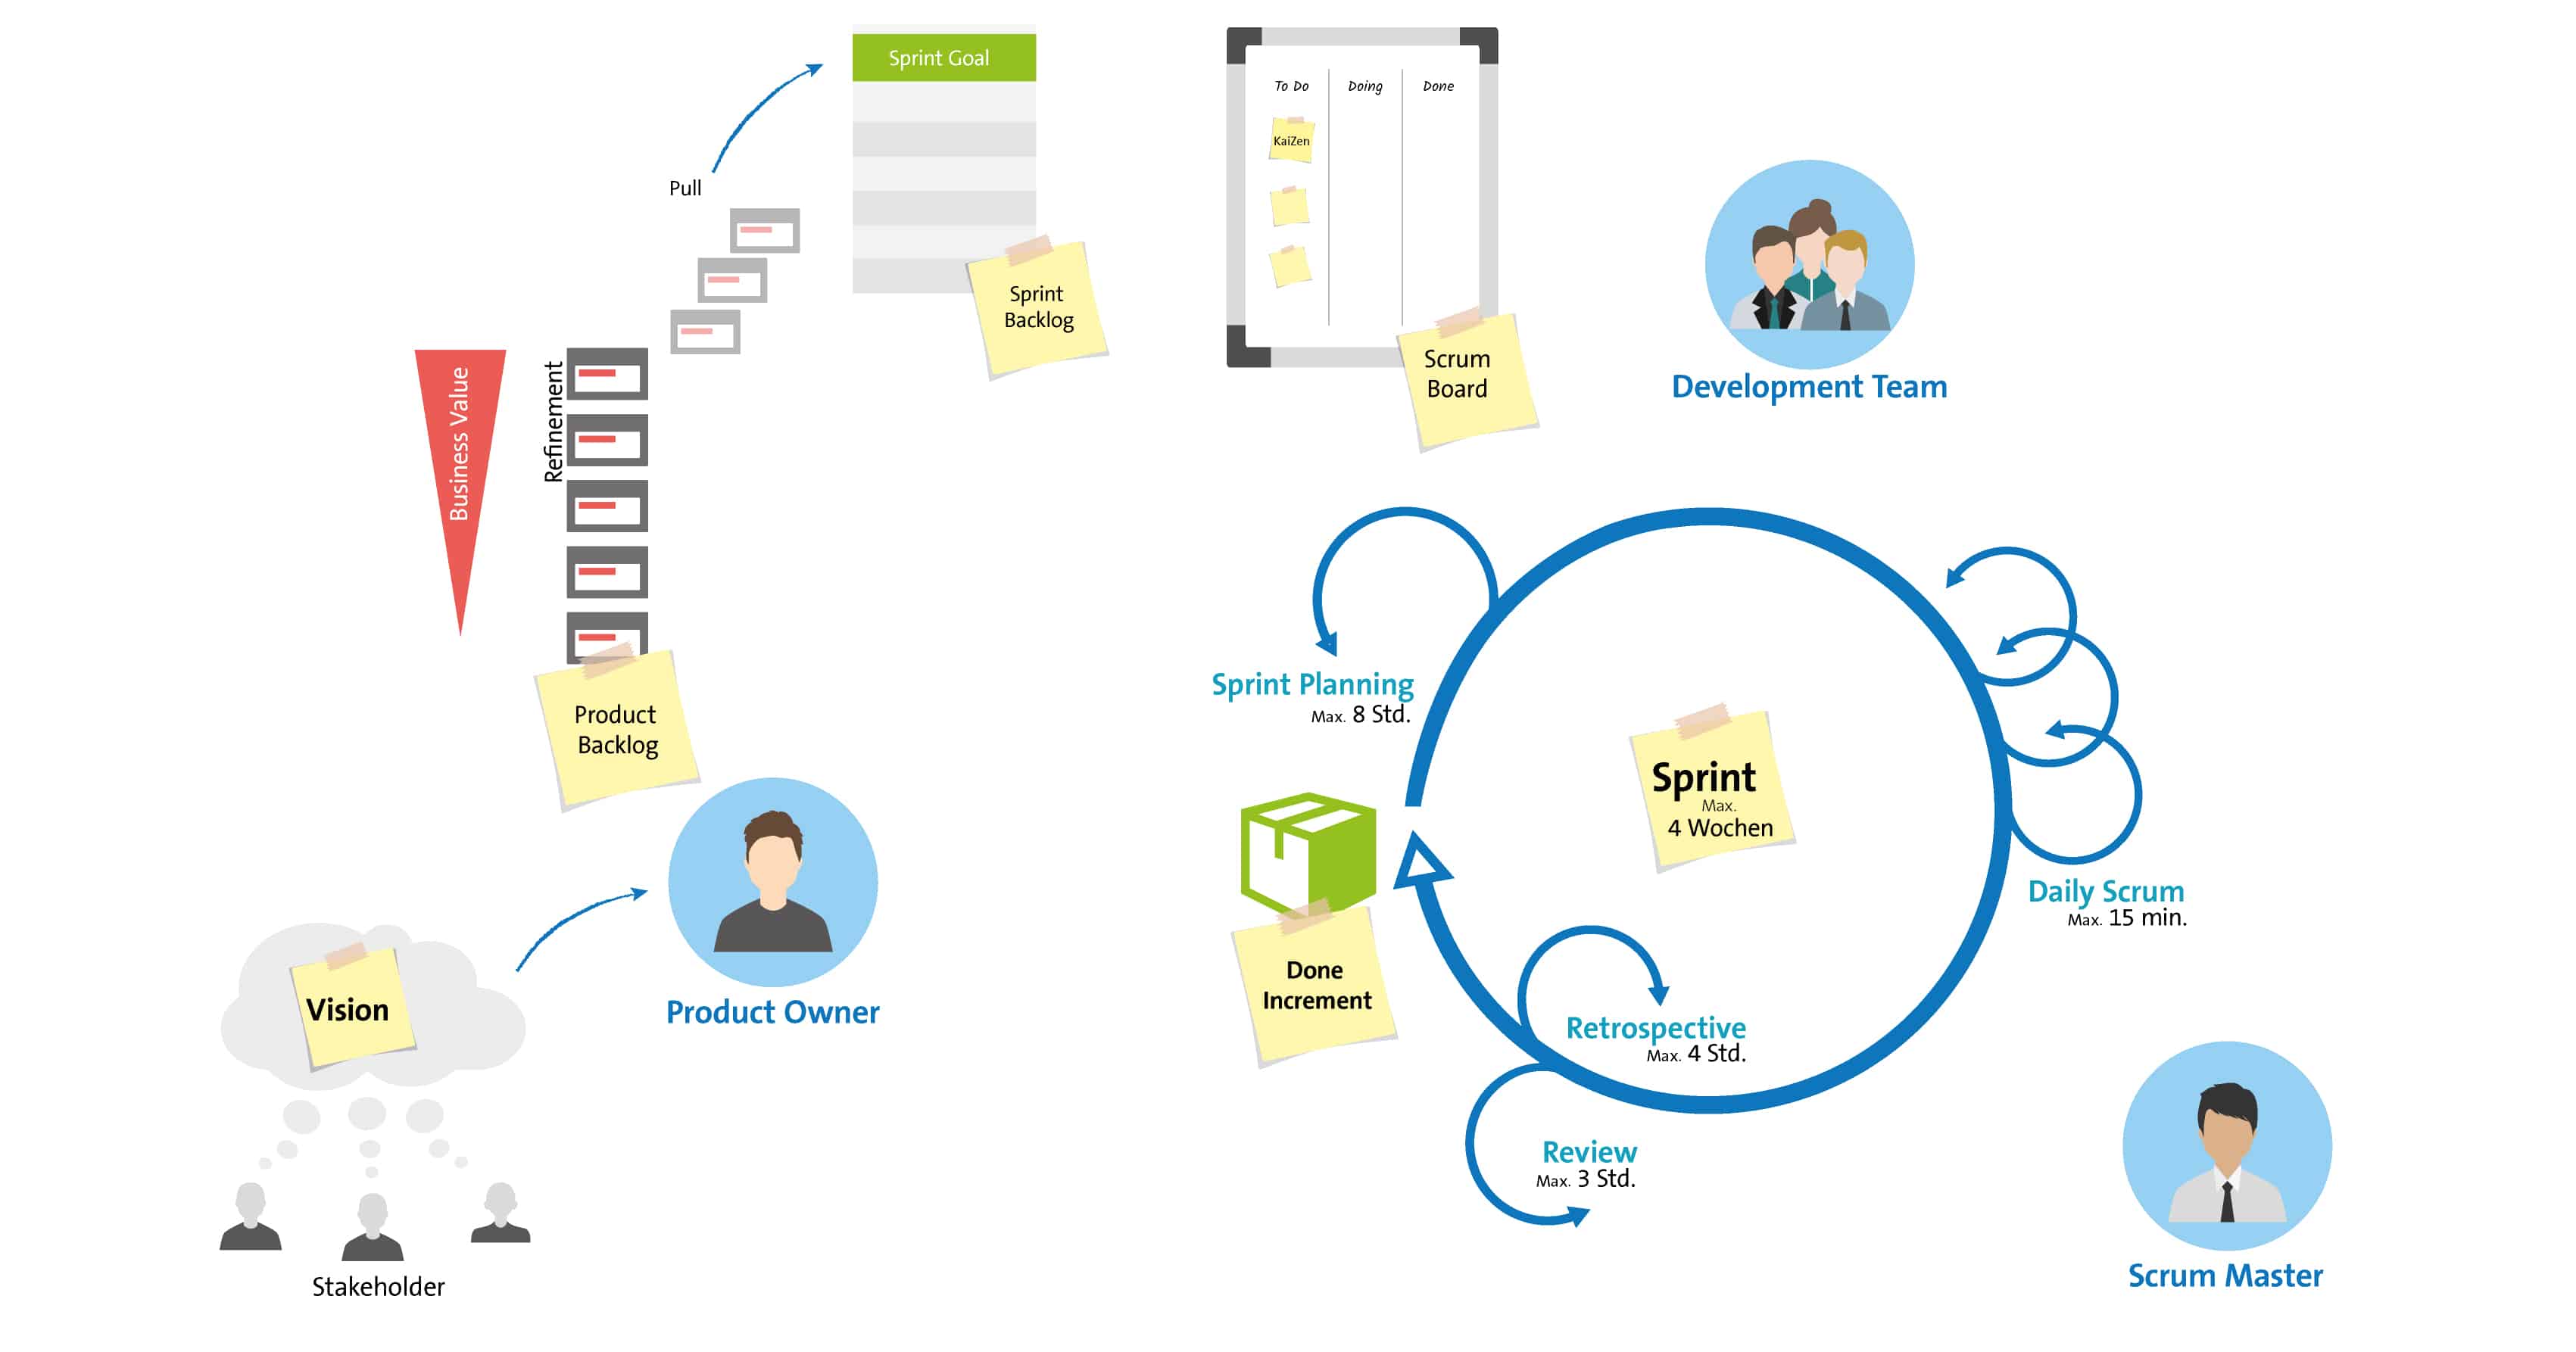 Sprint Goal
Pull
Sprint
Backlog
Business Value
Refinement
Product
Backlog
Product Owner
Vision
Stakeholder
To Do
Doing
Done
KaiZen
Scrum
Board
Development Team
Sprint Planning
Max. 8 Std.
Sprint
Max.
4 Wochen
Daily Scrum
Max. 15 min.
Done
Increment
Retrospective
Max. 4 Std.
Review
Max. 3 Std.
Scrum Master